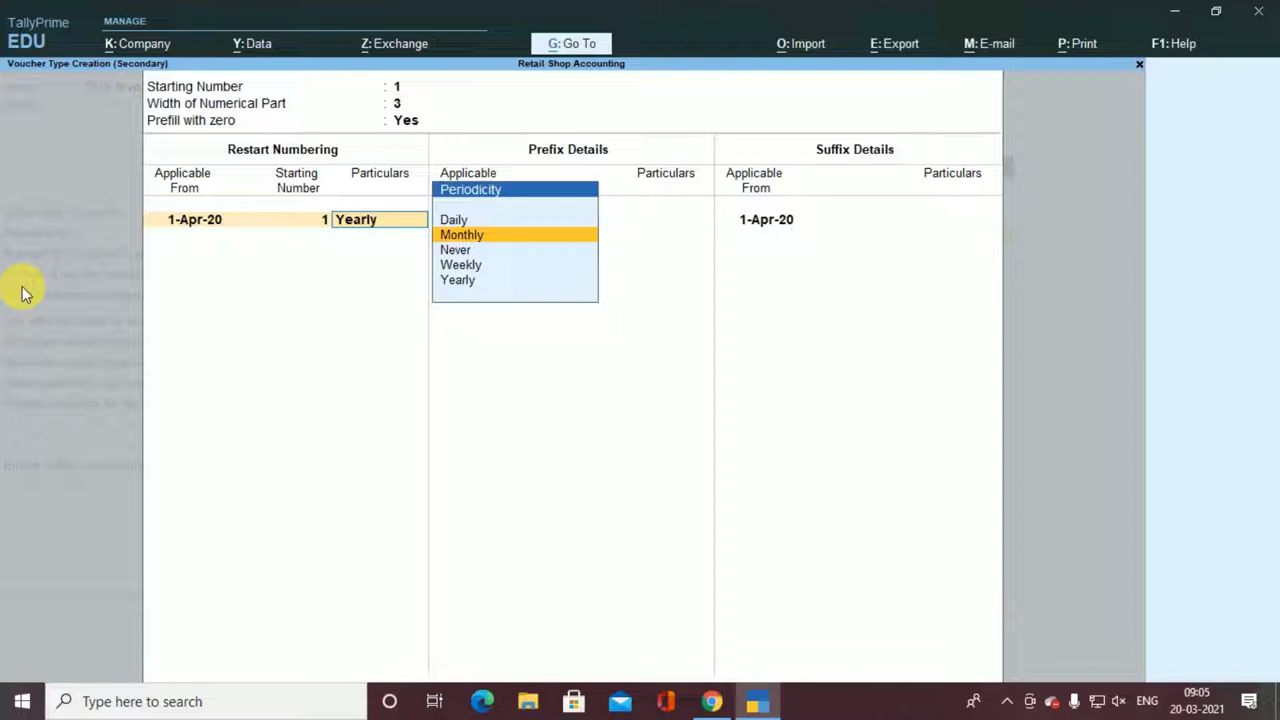 TallyPrime
EDU
MANAGE
K: Company
Y: Data
Z: Exchange
G: Go To
O: Import
E: Export
M: E-mail
P: Print
F1: Help
Voucher Type Creation (Secondary)
Retail Shop Accounting
Starting Number : 1
Width of Numerical Part : 3
Prefill with zero : Yes
Restart Numbering
Prefix Details
Suffix Details
Applicable From
Starting Number
Particulars
Applicable
Particulars
Applicable From
Particulars
Periodicity
Daily
Monthly
Never
Weekly
Yearly
1-Apr-20 1 Yearly
1-Apr-20
Type here to search
ENG
09:05
20-03-2021